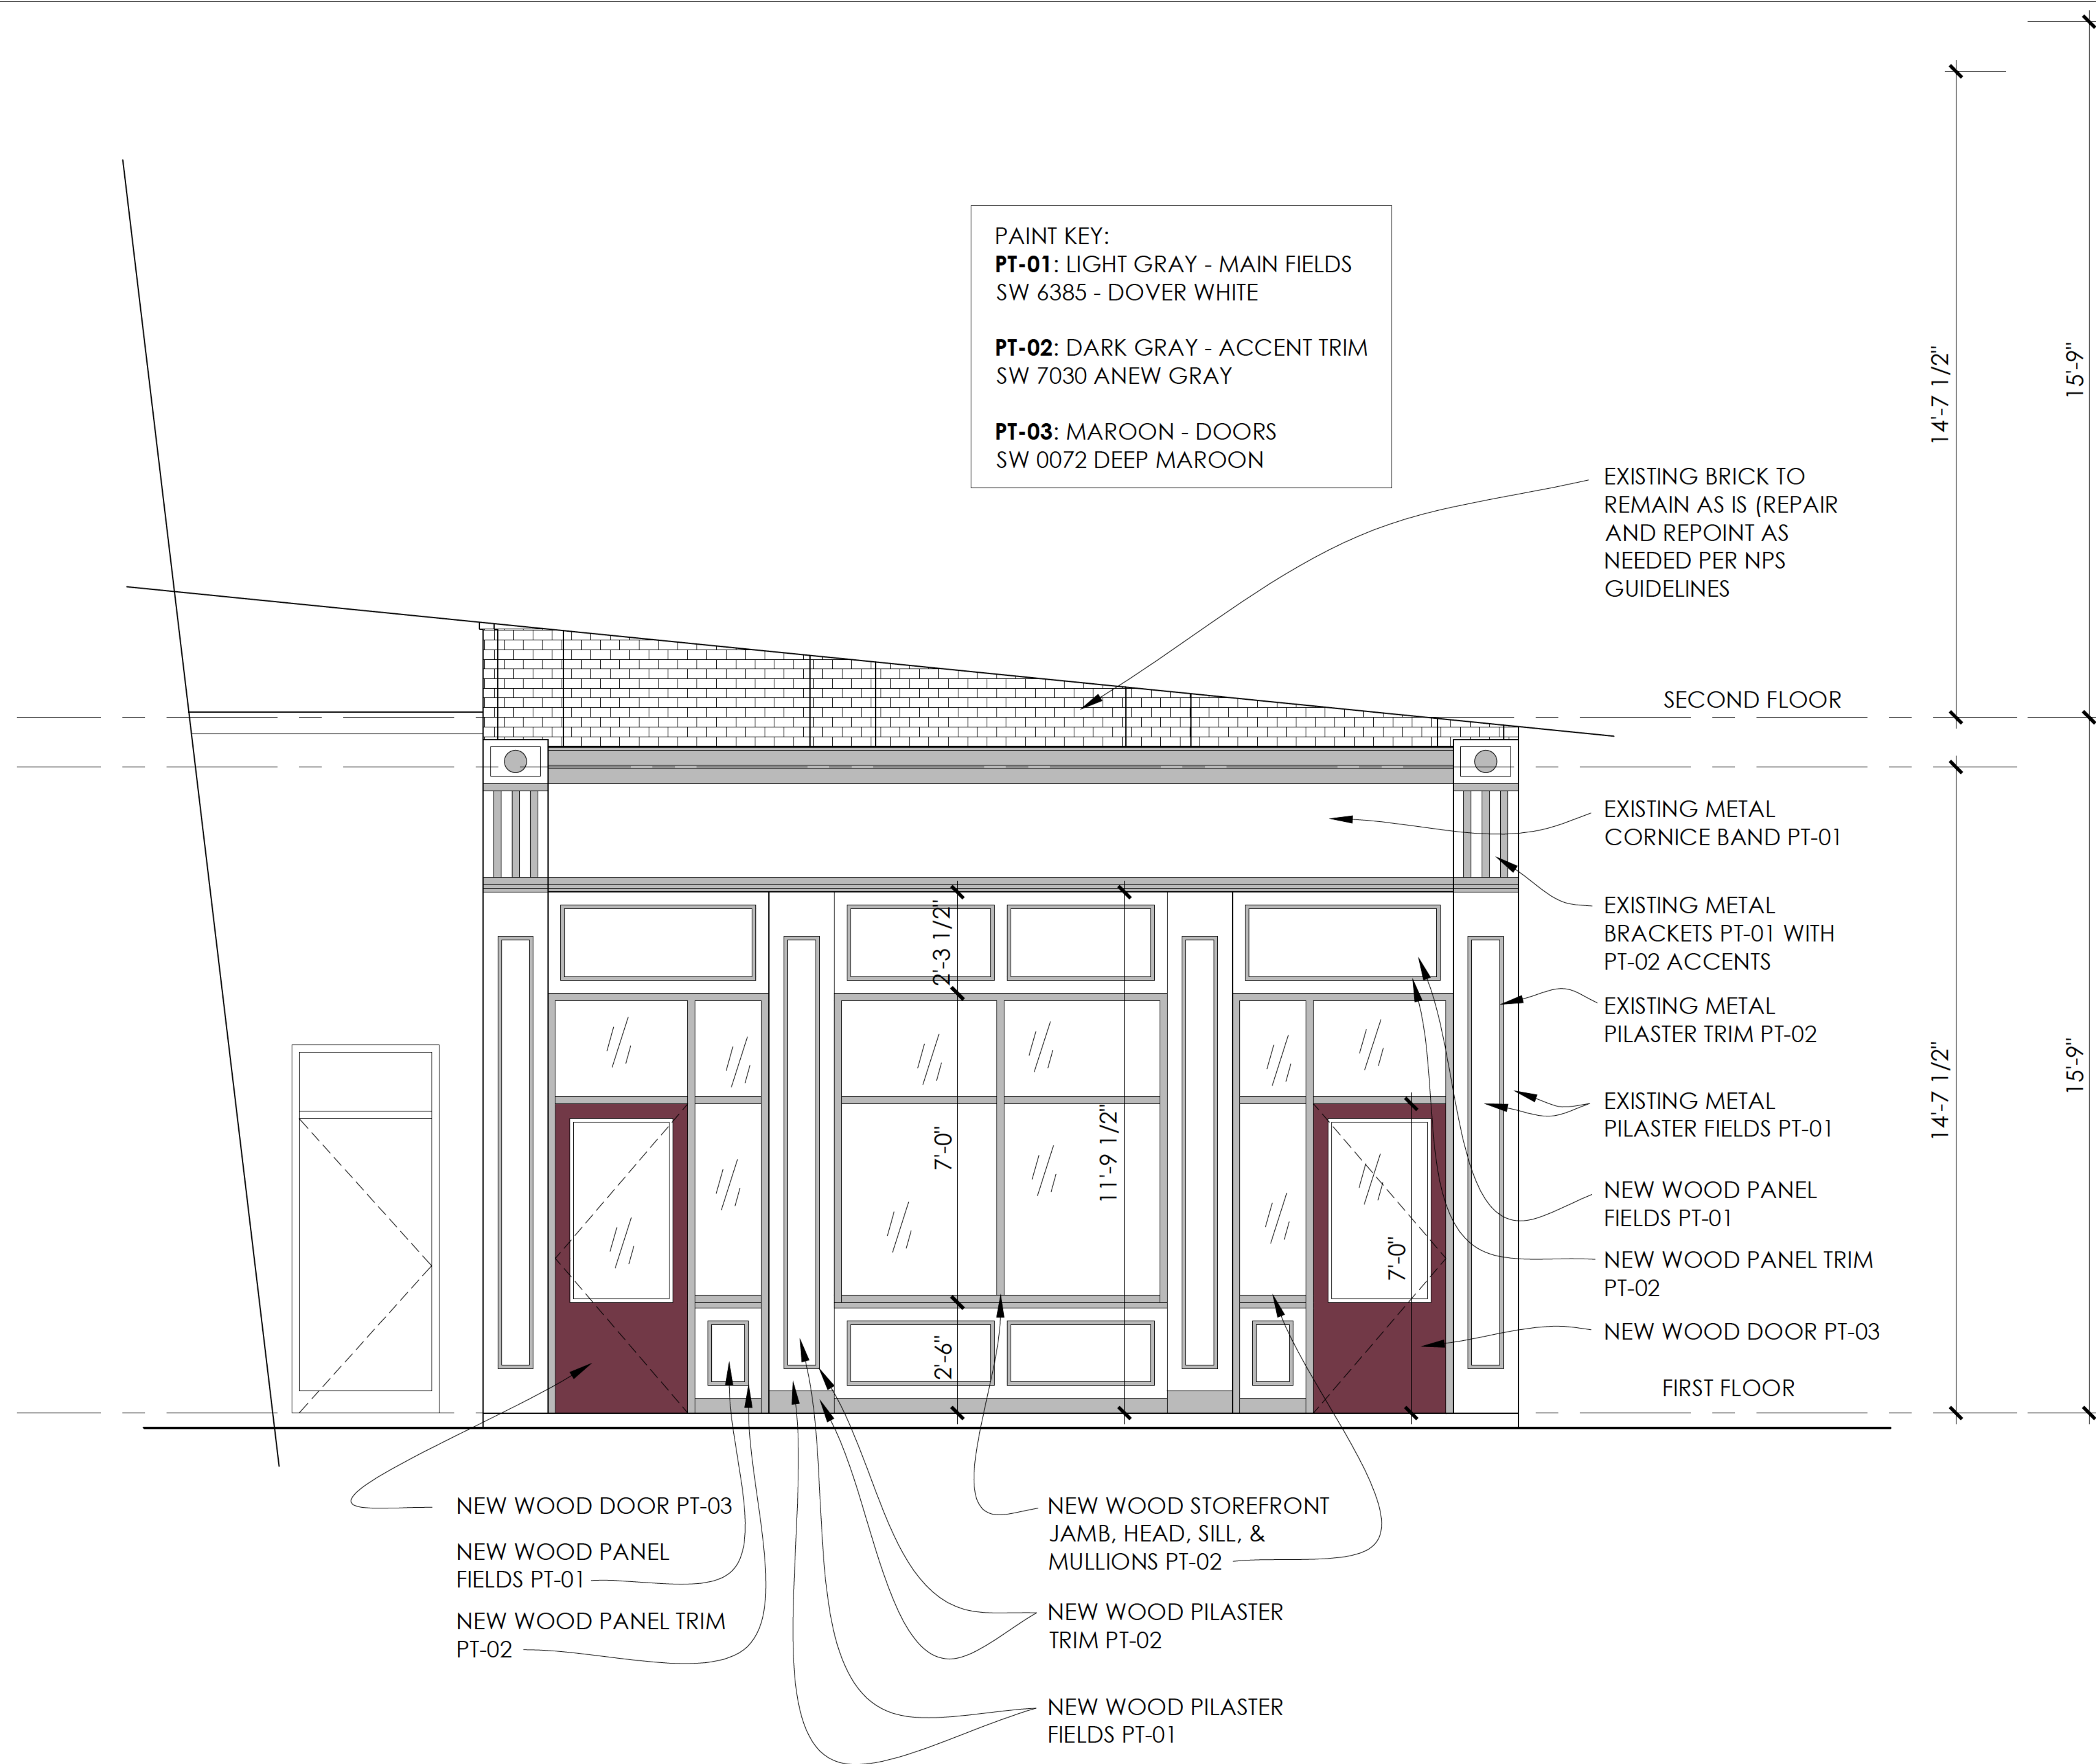 PAINT KEY:
PT-01: LIGHT GRAY - MAIN FIELDS
SW 6385 - DOVER WHITE
PT-02: DARK GRAY - ACCENT TRIM
SW 7030 ANEW GRAY
PT-03: MAROON - DOORS
SW 0072 DEEP MAROON
14'-7 1/2"
15'-9"
EXISTING BRICK TO
REMAIN AS IS (REPAIR
AND REPOINT AS
NEEDED PER NPS
GUIDELINES
SECOND FLOOR
EXISTING METAL
CORNICE BAND PT-01
EXISTING METAL
BRACKETS PT-01 WITH
PT-02 ACCENTS
EXISTING METAL
PILASTER TRIM PT-02
EXISTING METAL
PILASTER FIELDS PT-01
NEW WOOD PANEL
FIELDS PT-01
NEW WOOD PANEL TRIM
PT-02
NEW WOOD DOOR PT-03
FIRST FLOOR
14'-7 1/2"
15'-9"
2'-3 1/2"
7'-0"
11'-9 1/2"
7'-0"
2'-6"
NEW WOOD DOOR PT-03
NEW WOOD PANEL
FIELDS PT-01
NEW WOOD PANEL TRIM
PT-02
NEW WOOD STOREFRONT
JAMB, HEAD, SILL, &
MULLIONS PT-02
NEW WOOD PILASTER
TRIM PT-02
NEW WOOD PILASTER
FIELDS PT-01